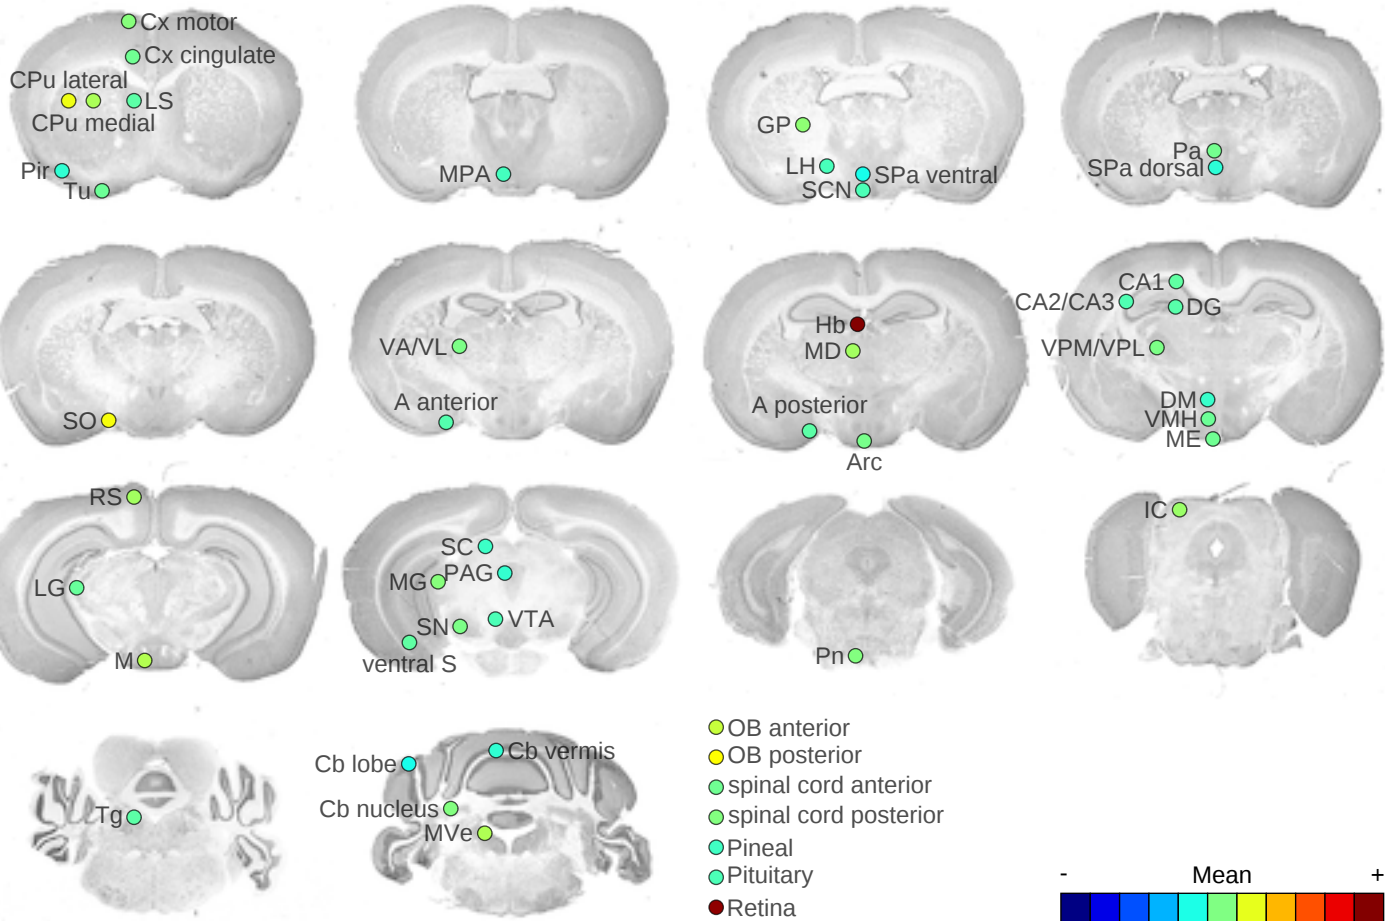 Cx motor
Cx cingulate
CPu lateral
LS
CPu medial
Pir
Tu
MPA
GP
LH
SPa ventral
SCN
Pa
SPa dorsal
SO
VA/VL
A anterior
Hb
MD
A posterior
Arc
CA1
CA2/CA3
DG
VPM/VPL
DM
VMH
ME
RS
LG
M
SC
PAG
MG
VTA
SN
ventral S
Pn
IC
Tg
Cb vermis
Cb lobe
Cb nucleus
MVe
OB anterior
OB posterior
spinal cord anterior
spinal cord posterior
Pineal
Pituitary
Retina
- Mean +